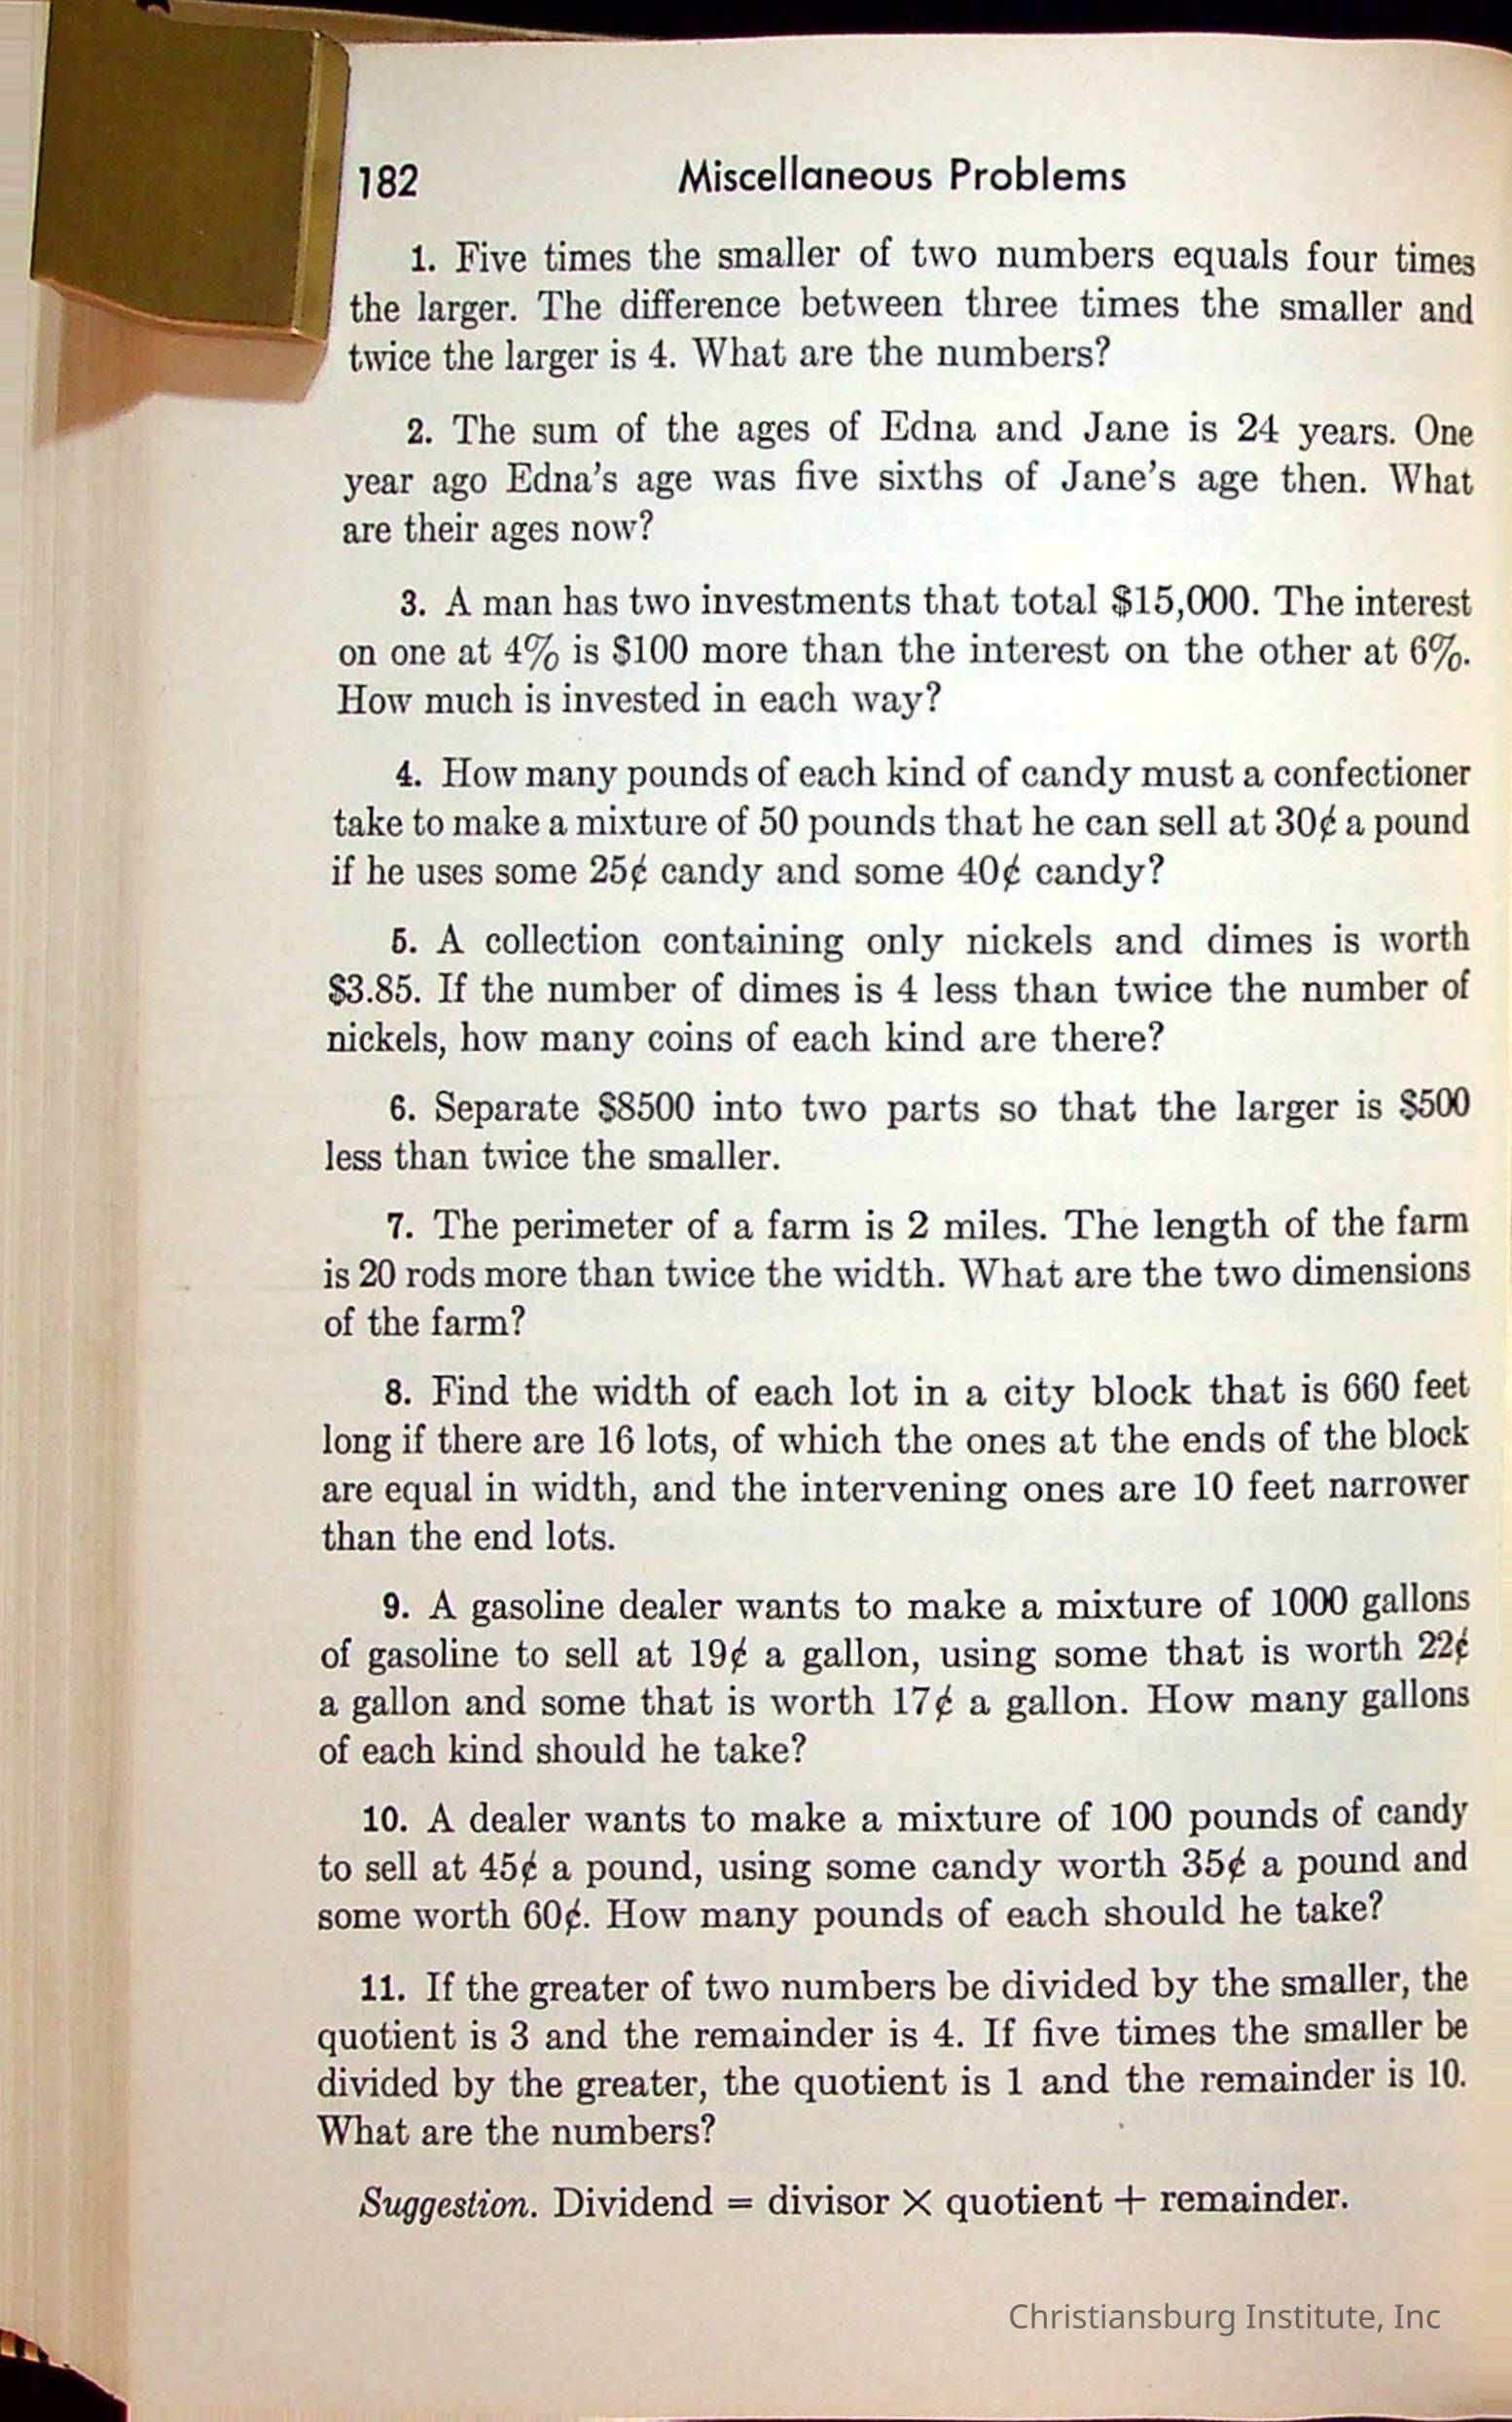 182 Miscellaneous Problems
1. Five times the smaller of two numbers equals four times
the larger. The difference between three times the smaller and
twice the larger is 4. What are the numbers?
2. The sum of the ages of Edna and Jane is 24 years. One
year ago Edna's age was five sixths of Jane's age then. What
are their ages now?
3. A man has two investments that total $15,000. The interest
on one at 4% is $100 more than the interest on the other at 6%.
How much is invested in each way?
4. How many pounds of each kind of candy must a confectioner
take to make a mixture of 50 pounds that he can sell at 30¢ a pound
if he uses some 25¢ candy and some 40¢ candy?
5. A collection containing only nickels and dimes is worth
$3.85. If the number of dimes is 4 less than twice the number of
nickels, how many coins of each kind are there?
6. Separate $8500 into two parts so that the larger is $500
less than twice the smaller.
7. The perimeter of a farm is 2 miles. The length of the farm
is 20 rods more than twice the width. What are the two dimensions
of the farm?
8. Find the width of each lot in a city block that is 660 feet
long if there are 16 lots, of which the ones at the ends of the block
are equal in width, and the intervening ones are 10 feet narrower
than the end lots.
9. A gasoline dealer wants to make a mixture of 1000 gallons
of gasoline to sell at 19¢ a gallon, using some that is worth 22¢
a gallon and some that is worth 17¢ a gallon. How many gallons
of each kind should he take?
10. A dealer wants to make a mixture of 100 pounds of candy
to sell at 45¢ a pound, using some candy worth 35¢ a pound and
some worth 60¢. How many pounds of each should he take?
11. If the greater of two numbers be divided by the smaller, the
quotient is 3 and the remainder is 4. If five times the smaller be
divided by the greater, the quotient is 1 and the remainder is 10.
What are the numbers?
Suggestion. Dividend = divisor × quotient + remainder.
Christiansburg Institute, Inc